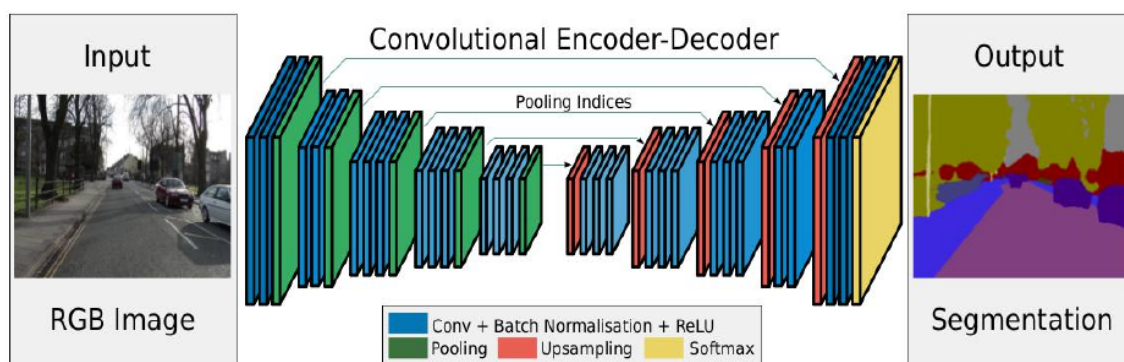 Input
RGB Image
Convolutional Encoder-Decoder
Pooling Indices
Conv + Batch Normalisation + ReLU
Pooling Upsampling Softmax
Output
Segmentation